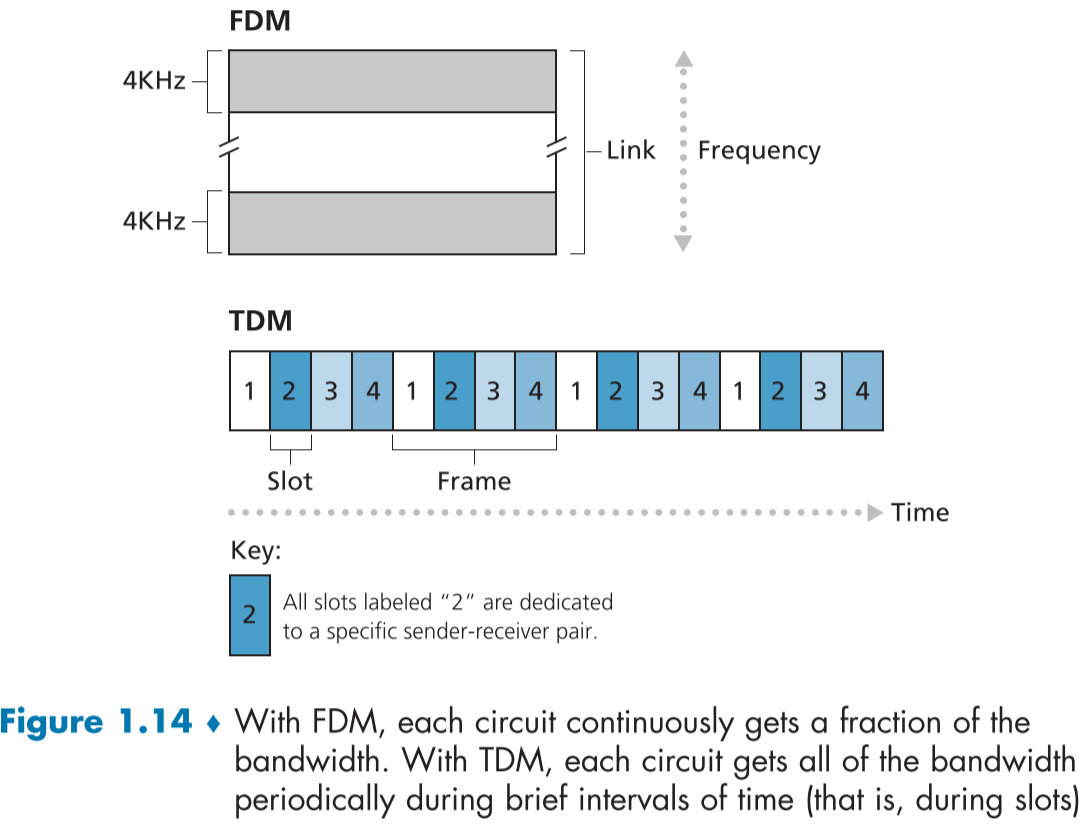 FDM
4KHz
Link
Frequency
4KHz
TDM
1 2 3 4 1 2 3 4 1 2 3 4 1 2 3 4
Slot
Frame
Time
Key:
2
All slots labeled “2” are dedicated
to a specific sender-receiver pair.
Figure 1.14 ♦ With FDM, each circuit continuously gets a fraction of the
bandwidth. With TDM, each circuit gets all of the bandwidth
periodically during brief intervals of time (that is, during slots)